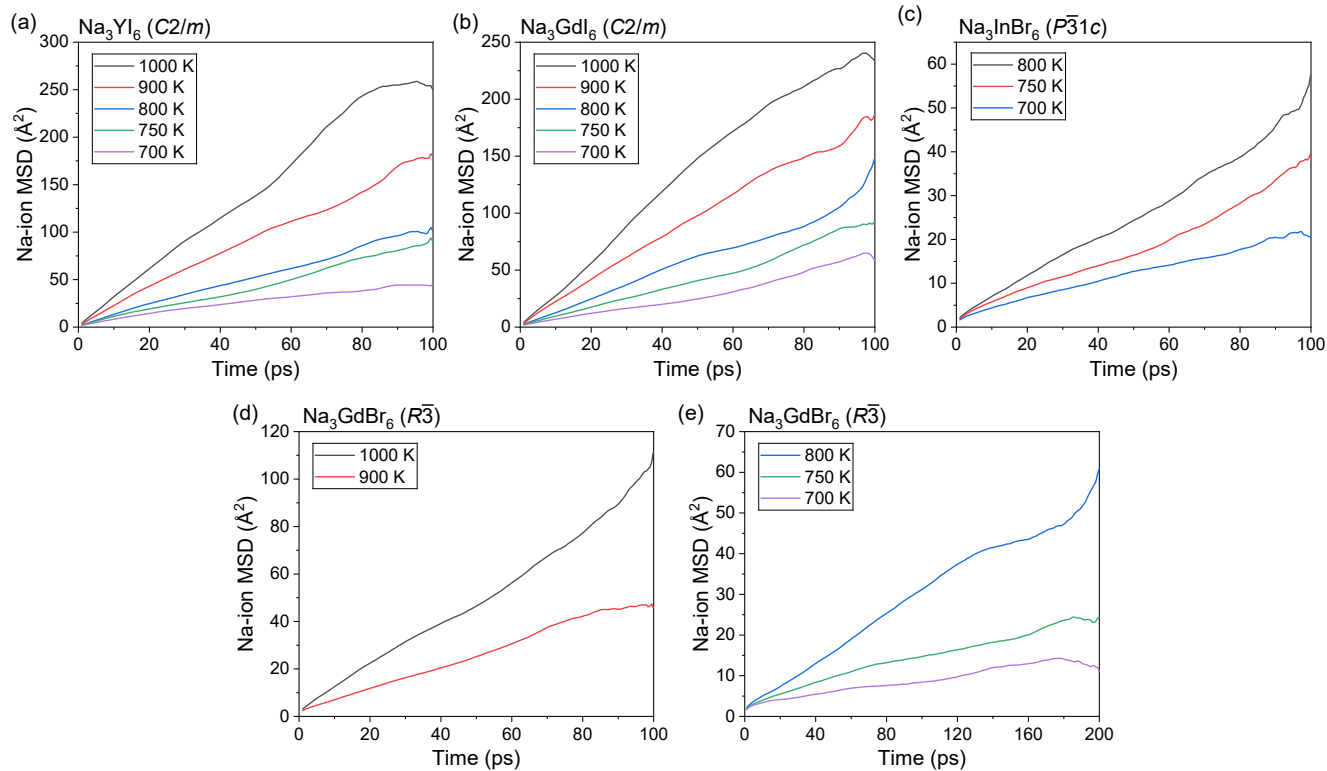 (a) Na₃YI₆ (C2/m)
300
250
200
150
100
50
0
Na-ion MSD (Å²)
1000 K
900 K
800 K
750 K
700 K
0 20 40 60 80 100
Time (ps)
(b) Na₃GdI₆ (C2/m)
250
200
150
100
50
0
Na-ion MSD (Å²)
1000 K
900 K
800 K
750 K
700 K
0 20 40 60 80 100
Time (ps)
(c) Na₃InBr₆ (P3̅1c)
60
50
40
30
20
10
0
Na-ion MSD (Å²)
800 K
750 K
700 K
0 20 40 60 80 100
Time (ps)
(d) Na₃GdBr₆ (R3̅)
120
100
80
60
40
20
0
Na-ion MSD (Å²)
1000 K
900 K
0 20 40 60 80 100
Time (ps)
(e) Na₃GdBr₆ (R3̅)
70
60
50
40
30
20
10
0
Na-ion MSD (Å²)
800 K
750 K
700 K
0 40 80 120 160 200
Time (ps)